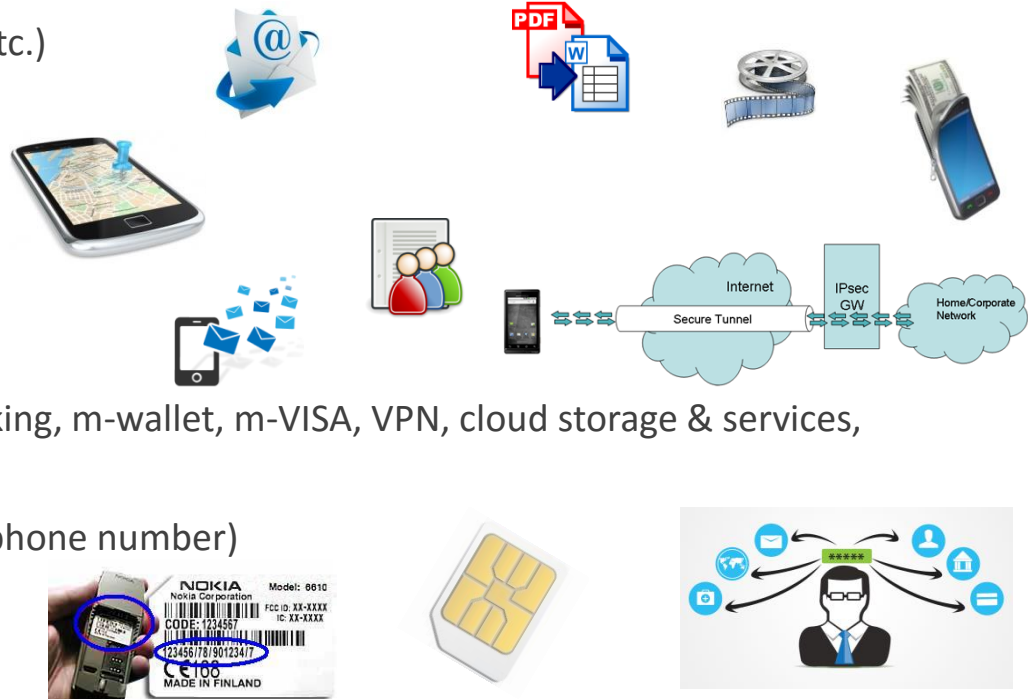 tc.)
@
PDF
W
Internet
Secure Tunnel
IPsec
GW
Home/Corporate
Network
king, m-wallet, m-VISA, VPN, cloud storage & services,
phone number)
NOKIA
Nokia Corporation
Model: 6610
FCC ID: XX-XXXX
IC: XX-XXXX
CODE: 1234567
123456/78/901234/7
CE168
MADE IN FINLAND
*****